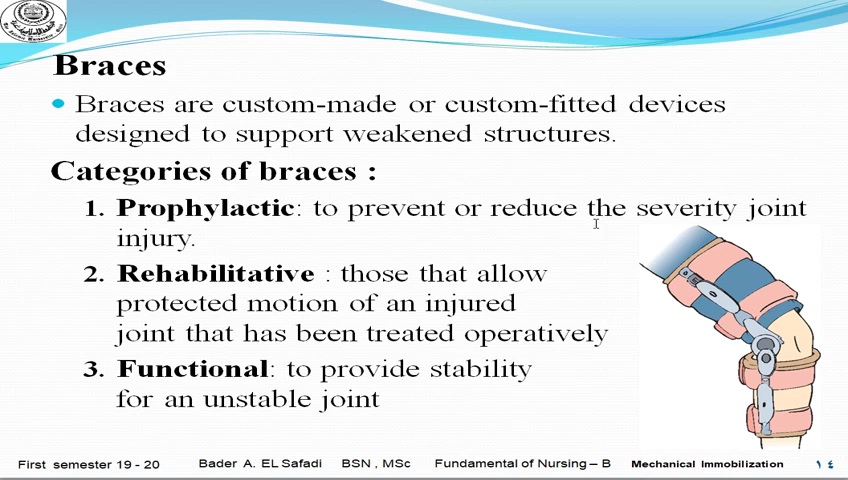 Braces
Braces are custom-made or custom-fitted devices
designed to support weakened structures.
Categories of braces :
1. Prophylactic: to prevent or reduce the severity joint
injury.
2. Rehabilitative : those that allow
protected motion of an injured
joint that has been treated operatively
3. Functional: to provide stability
for an unstable joint
First semester 19 - 20 Bader A. EL Safadi BSN , MSc Fundamental of Nursing – B Mechanical Immobilization ١٤